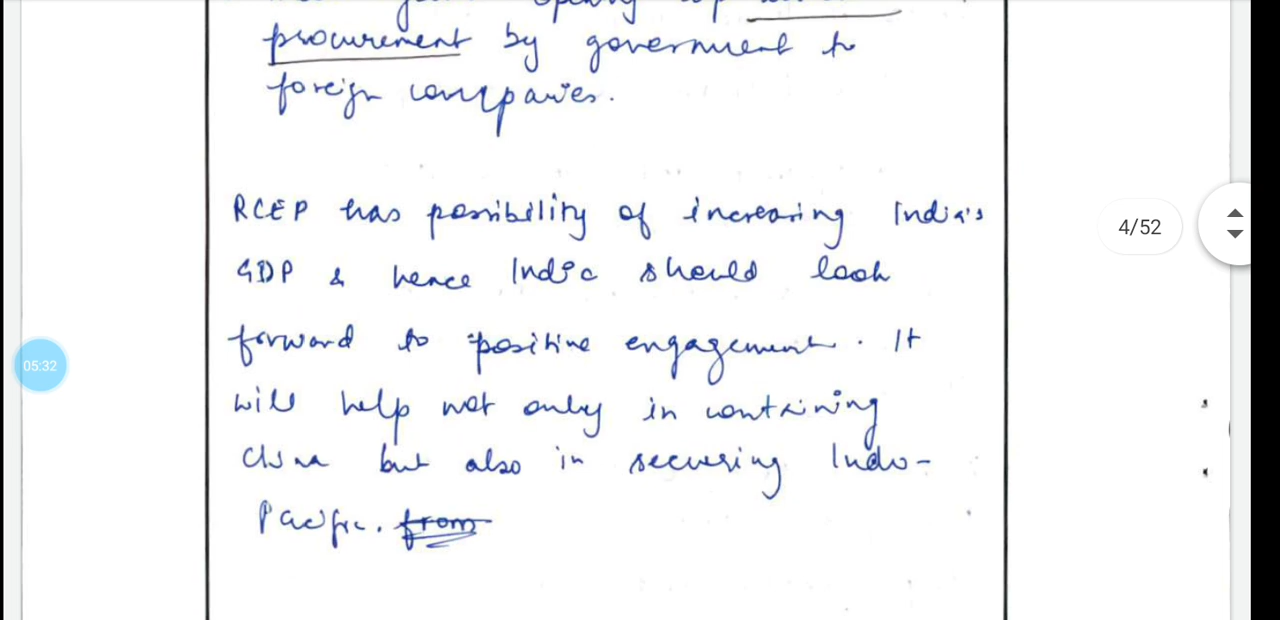 procurement by government to
foreign companies.
RCEP has possibility of increasing India's
GDP & hence India should look
forward to positive engagement. It
will help not only in containing
China but also in securing Indo-
Pacific. from
4/52
05:32